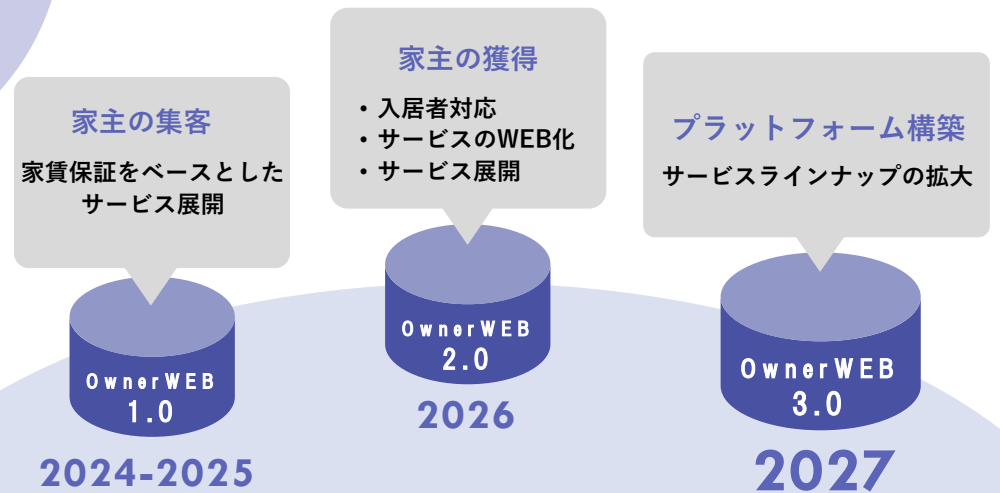 家主の集客
家賃保証をベースとした
サービス展開
OwnerWEB
1.0
2024-2025
家主の獲得
・入居者対応
・サービスのWEB化
・サービス展開
OwnerWEB
2.0
2026
プラットフォーム構築
サービスラインナップの拡大
OwnerWEB
3.0
2027